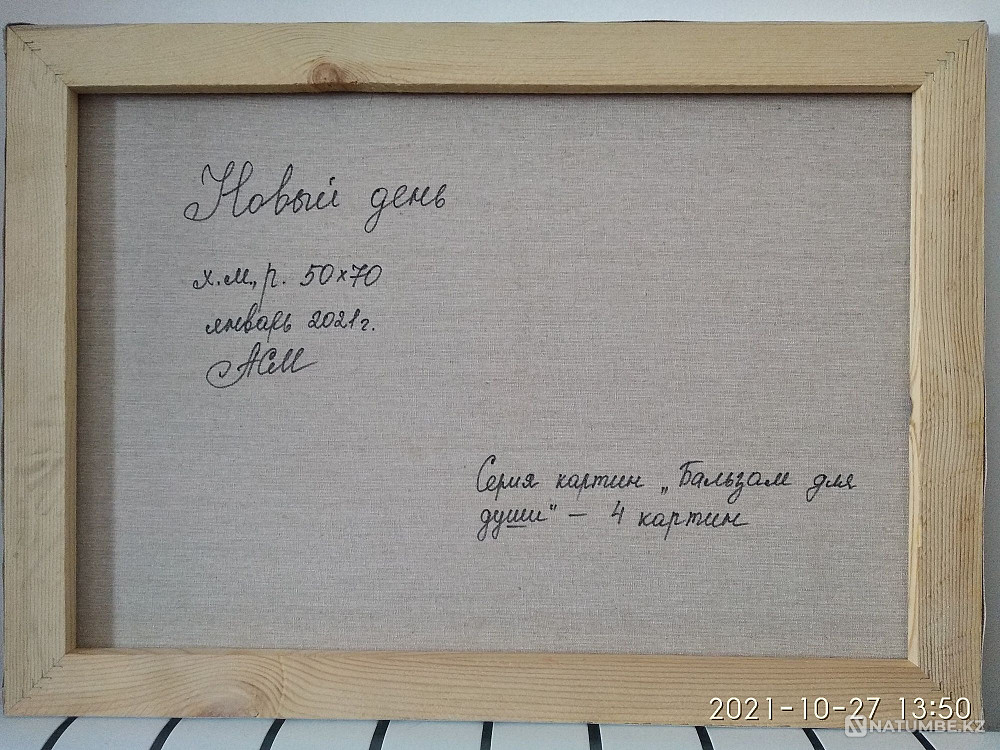 Новый день
х.м., р. 50×70
январь 2021г.
АСМ
Серия картин „Бальзам для
души“ – 4 картин
2021-10-27 13:50
NATUMBE.KZ